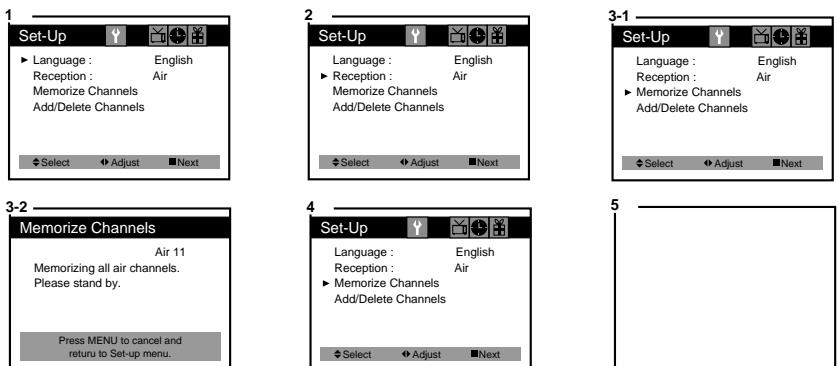 1
Set-Up
Language : English
Reception : Air
Memorize Channels
Add/Delete Channels
Select Adjust Next
2
Set-Up
Language : English
Reception : Air
Memorize Channels
Add/Delete Channels
Select Adjust Next
3-1
Set-Up
Language : English
Reception : Air
Memorize Channels
Add/Delete Channels
Select Adjust Next
3-2
Memorize Channels
Air 11
Memorizing all air channels.
Please stand by.
Press MENU to cancel and
returu to Set-up menu.
4
Set-Up
Language : English
Reception : Air
Memorize Channels
Add/Delete Channels
Select Adjust Next
5